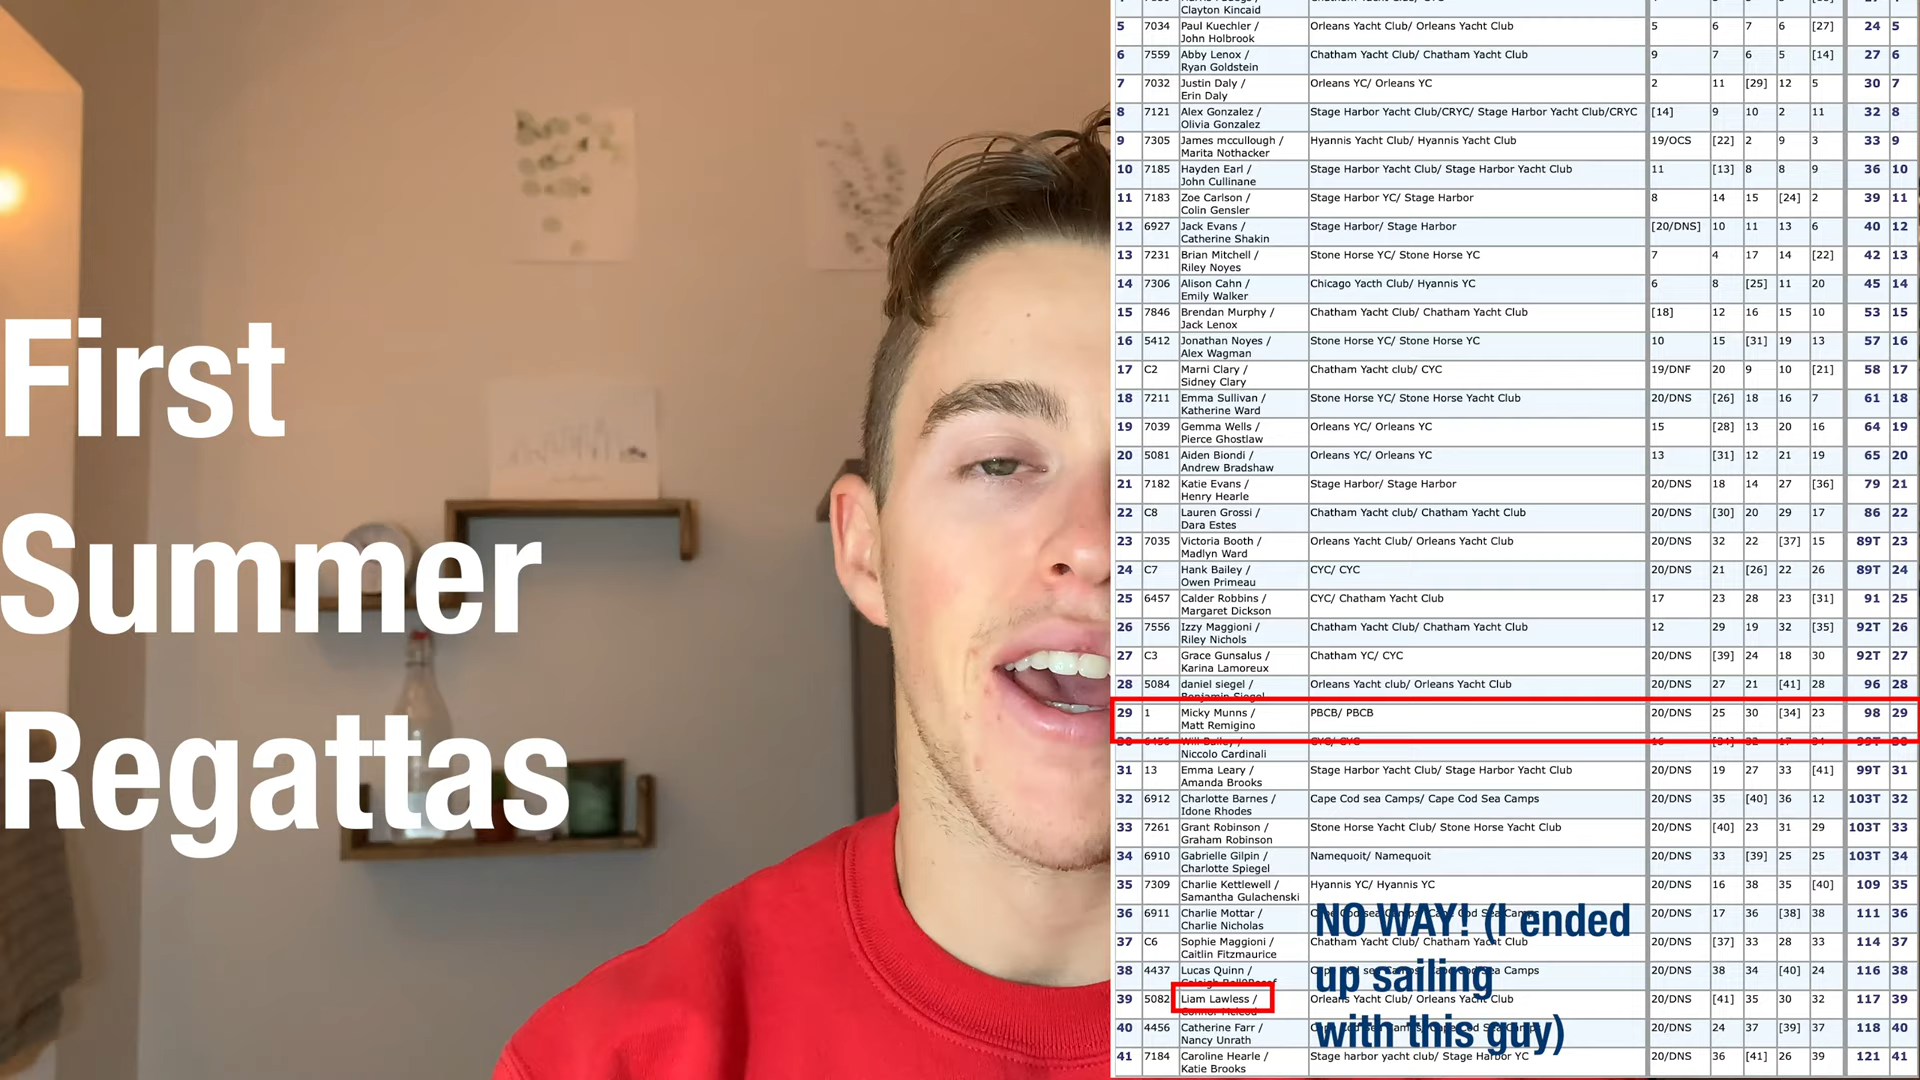 First
Summer
Regattas
Clayton Kincaid
5 7034 Paul Kuechler / Orleans Yacht Club/ Orleans Yacht Club 5 6 7 6 [27] 24 5
John Holbrook
6 7559 Abby Lenox / Chatham Yacht Club/ Chatham Yacht Club 9 7 6 5 [14] 27 6
Ryan Goldstein
7 7032 Justin Daly / Orleans YC/ Orleans YC 2 11 [29] 12 5 30 7
Erin Daly
8 7121 Alex Gonzalez / Stage Harbor Yacht Club/CRYC/ Stage Harbor Yacht Club/CRYC [14] 9 10 2 11 32 8
Olivia Gonzalez
9 7305 James mccullough / Hyannis Yacht Club/ Hyannis Yacht Club 19/OCS [22] 2 9 3 33 9
Marita Nothacker
10 7185 Hayden Earl / Stage Harbor Yacht Club/ Stage Harbor Yacht Club 11 [13] 8 8 9 36 10
John Cullinane
11 7183 Zoe Carlson / Stage Harbor YC/ Stage Harbor 8 14 15 [24] 2 39 11
Colin Gensler
12 6927 Jack Evans / Stage Harbor/ Stage Harbor [20/DNS] 10 11 13 6 40 12
Catherine Shakin
13 7231 Brian Mitchell / Stone Horse YC/ Stone Horse YC 7 4 17 14 [22] 42 13
Riley Noyes
14 7306 Alison Cahn / Chicago Yacth Club/ Hyannis YC 6 8 [25] 11 20 45 14
Emily Walker
15 7846 Brendan Murphy / Chatham Yacht Club/ Chatham Yacht Club [18] 12 16 15 10 53 15
Jack Lenox
16 5412 Jonathan Noyes / Stone Horse YC/ Stone Horse YC 10 15 [31] 19 13 57 16
Alex Wagman
17 C2 Marni Clary / Chatham Yacht club/ CYC 19/DNF 20 9 10 [21] 58 17
Sidney Clary
18 7211 Emma Sullivan / Stone Horse YC/ Stone Horse Yacht Club 20/DNS [26] 18 16 7 61 18
Katherine Ward
19 7039 Gemma Wells / Orleans YC/ Orleans YC 15 [28] 13 20 16 64 19
Pierce Ghostlaw
20 5081 Aiden Biondi / Orleans YC/ Orleans YC 13 [31] 12 21 19 65 20
Andrew Bradshaw
21 7182 Katie Evans / Stage Harbor/ Stage Harbor 20/DNS 18 14 27 [36] 79 21
Henry Hearle
22 C8 Lauren Grossi / Chatham Yacht club/ Chatham Yacht Club 20/DNS [30] 20 29 17 86 22
Dara Estes
23 7035 Victoria Booth / Orleans Yacht Club/ Orleans Yacht Club 20/DNS 32 22 [37] 15 89T 23
Madlyn Ward
24 C7 Hank Bailey / CYC/ CYC 20/DNS 21 [26] 22 26 89T 24
Owen Primeau
25 6457 Calder Robbins / CYC/ Chatham Yacht Club 17 23 28 23 [31] 91 25
Margaret Dickson
26 7556 Izzy Maggioni / Chatham Yacht Club/ Chatham Yacht Club 12 29 19 32 [35] 92T 26
Riley Nichols
27 C3 Grace Gunsalus / Chatham YC/ CYC 20/DNS [39] 24 18 30 92T 27
Karina Lamoreux
28 5084 daniel siegel / Orleans Yacht club/ Orleans Yacht Club 20/DNS 27 21 [41] 28 96 28
Benjamin Siegel
29 1 Micky Munns / PBCB/ PBCB 20/DNS 25 30 [34] 23 98 29
Matt Remigino
Niccolo Cardinali
31 13 Emma Leary / Stage Harbor Yacht Club/ Stage Harbor Yacht Club 20/DNS 19 27 33 [41] 99T 31
Amanda Brooks
32 6912 Charlotte Barnes / Cape Cod sea Camps/ Cape Cod Sea Camps 20/DNS 35 [40] 36 12 103T 32
Idone Rhodes
33 7261 Grant Robinson / Stone Horse Yacht Club/ Stone Horse Yacht Club 20/DNS [40] 23 31 29 103T 33
Graham Robinson
34 6910 Gabrielle Gilpin / Namequoit/ Namequoit 20/DNS 33 [39] 25 25 103T 34
Charlotte Spiegel
35 7309 Charlie Kettlewell / Hyannis YC/ Hyannis YC 20/DNS 16 38 35 [40] 109 35
Samantha Gulachenski
36 6911 Charlie Mottar / Cape Cod sea Camps/ Cape Cod Sea Camps 20/DNS 17 36 [38] 38 111 36
Charlie Nicholas
37 C6 Sophie Maggioni / Chatham Yacht Club/ Chatham Yacht Club 20/DNS [37] 33 28 33 114 37
Caitlin Fitzmaurice
38 4437 Lucas Quinn / Cape Cod sea Camps/ Cape Cod Sea Camps 20/DNS 38 34 [40] 24 116 38
39 5082 Liam Lawless / Orleans Yacht Club/ Orleans Yacht Club 20/DNS [41] 35 30 32 117 39
Connor Mcleod
40 4456 Catherine Farr / Cape Cod sea Camps/ Cape Cod Sea Camps 20/DNS 24 37 [39] 37 118 40
Nancy Unrath
41 7184 Caroline Hearle / Stage harbor yacht club/ Stage Harbor YC 20/DNS 36 [41] 26 39 121 41
Katie Brooks
NO WAY! (I ended
up sailing
with this guy)